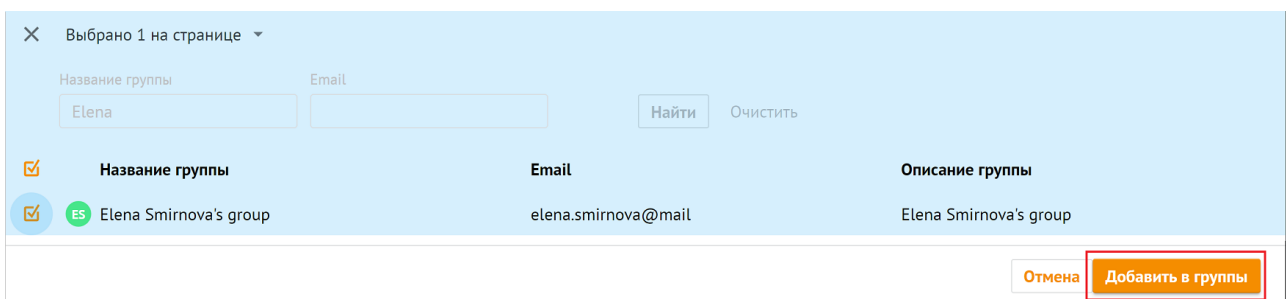 Выбрано 1 на странице
Название группы Email
Elena Найти Очистить
Название группы Email Описание группы
ES Elena Smirnova's group elena.smirnova@mail Elena Smirnova's group
Отмена Добавить в группы